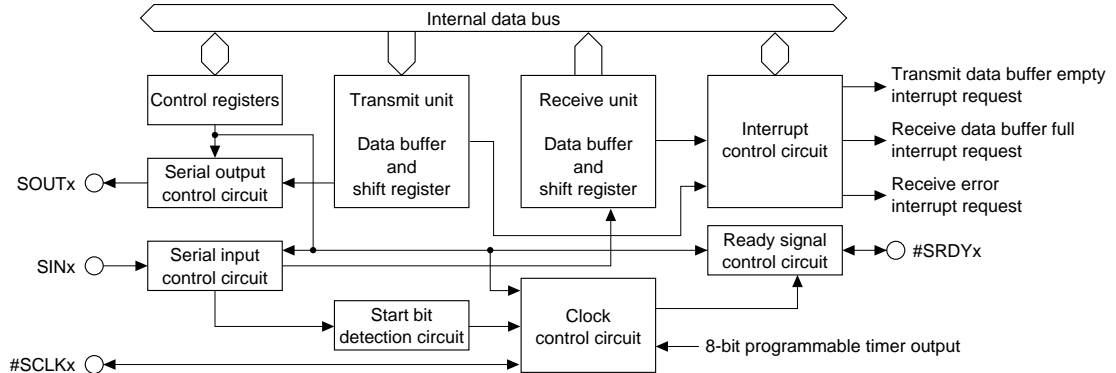 Internal data bus
Control registers
Transmit unit
Data buffer
and
shift register
Receive unit
Data buffer
and
shift register
Interrupt
control circuit
Transmit data buffer empty
interrupt request
Receive data buffer full
interrupt request
Receive error
interrupt request
SOUTx
Serial output
control circuit
SINx
Serial input
control circuit
Ready signal
control circuit
#SRDYx
Start bit
detection circuit
Clock
control circuit
8-bit programmable timer output
#SCLKx